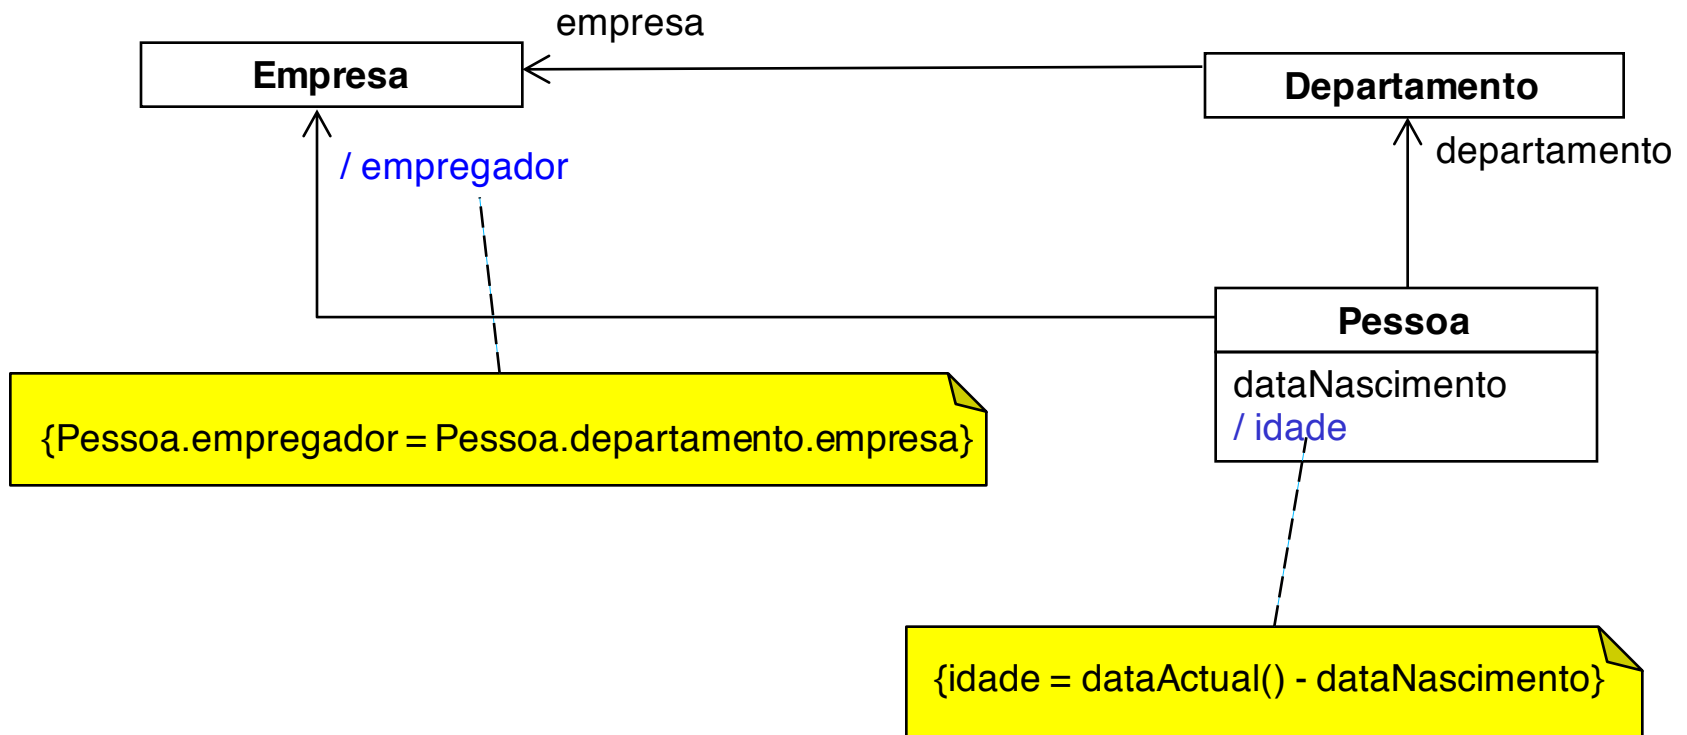 empresa
Empresa
Departamento
/ empregador
departamento
Pessoa
dataNascimento
/ idade
{Pessoa.empregador = Pessoa.departamento.empresa}
{idade = dataActual() - dataNascimento}